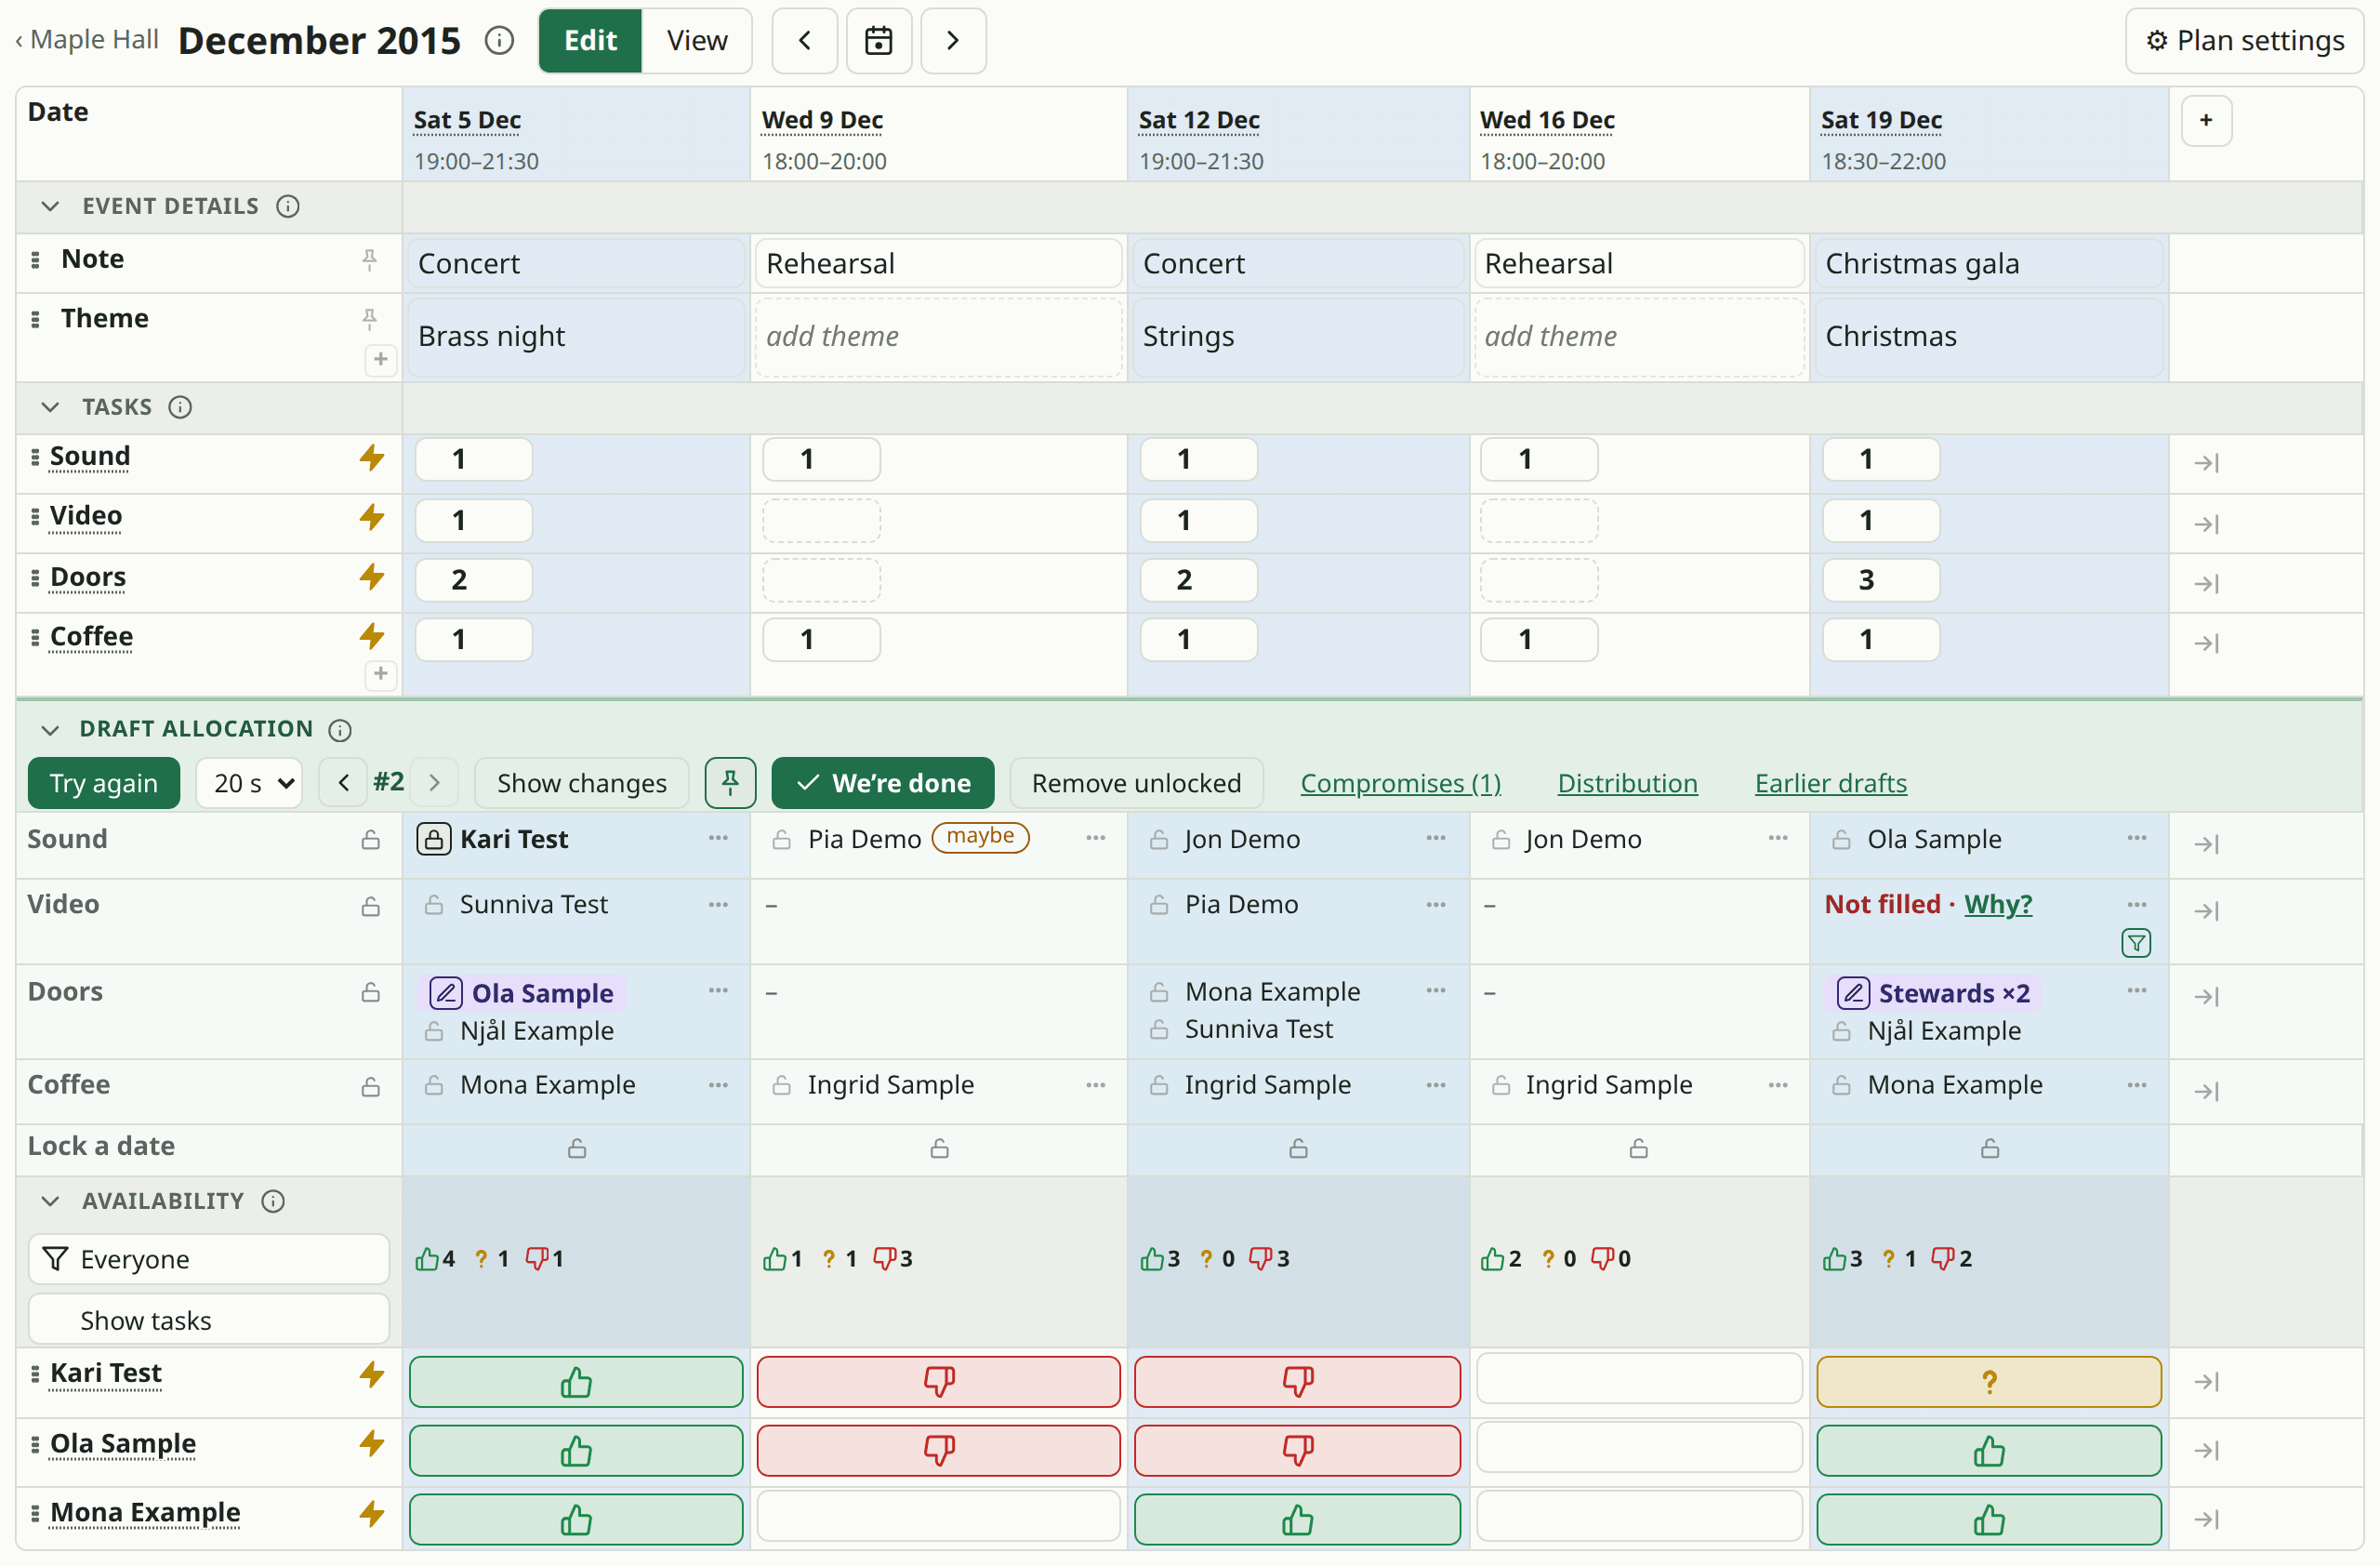 ‹ Maple Hall December 2015 Edit View Plan settings
Date Sat 5 Dec Wed 9 Dec Sat 12 Dec Wed 16 Dec Sat 19 Dec +
19:00–21:30 18:00–20:00 19:00–21:30 18:00–20:00 18:30–22:00
EVENT DETAILS
Note Concert Rehearsal Concert Rehearsal Christmas gala
Theme Brass night add theme Strings add theme Christmas
+
TASKS
Sound 1 1 1 1 1
Video 1 1 1
Doors 2 2 3
Coffee 1 1 1 1 1
+
DRAFT ALLOCATION
Try again 20 s #2 Show changes We’re done Remove unlocked Compromises (1) Distribution Earlier drafts
Sound Kari Test ··· Pia Demo maybe ··· Jon Demo ··· Jon Demo ··· Ola Sample ···
Video Sunniva Test ··· – Pia Demo ··· – Not filled · Why? ···
Doors Ola Sample ··· – Mona Example ··· – Stewards ×2 ···
Njål Example Sunniva Test Njål Example
Coffee Mona Example ··· Ingrid Sample ··· Ingrid Sample ··· Ingrid Sample ··· Mona Example ···
Lock a date
AVAILABILITY
Everyone 4 ? 1 1 1 ? 1 3 3 ? 0 3 2 ? 0 0 3 ? 1 2
Show tasks
Kari Test ?
Ola Sample
Mona Example